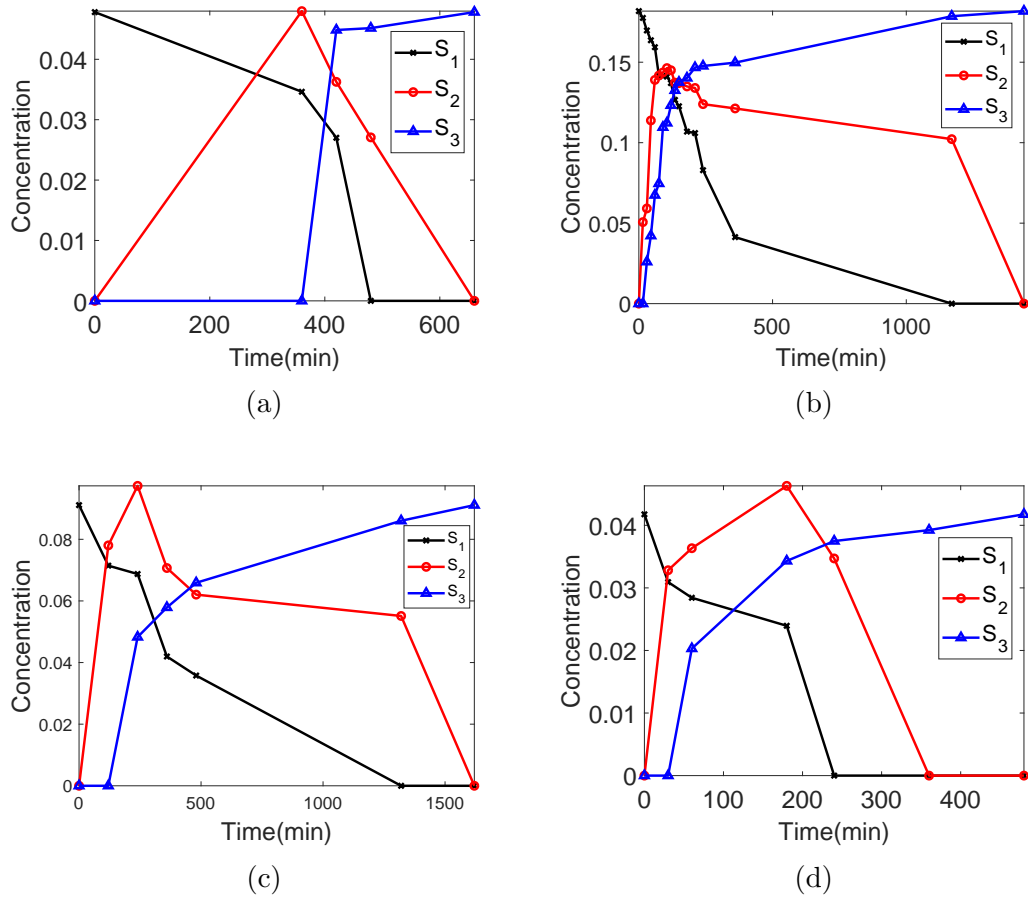 0.04
0.03
0.02
0.01
0
Concentration
0 200 400 600
Time(min)
S1
S2
S3
(a)
0.15
0.1
0.05
0
Concentration
0 500 1000
Time(min)
S1
S2
S3
(b)
0.08
0.06
0.04
0.02
0
Concentration
0 500 1000 1500
Time(min)
S1
S2
S3
(c)
0.04
0.03
0.02
0.01
0
Concentration
0 100 200 300 400
Time(min)
S1
S2
S3
(d)